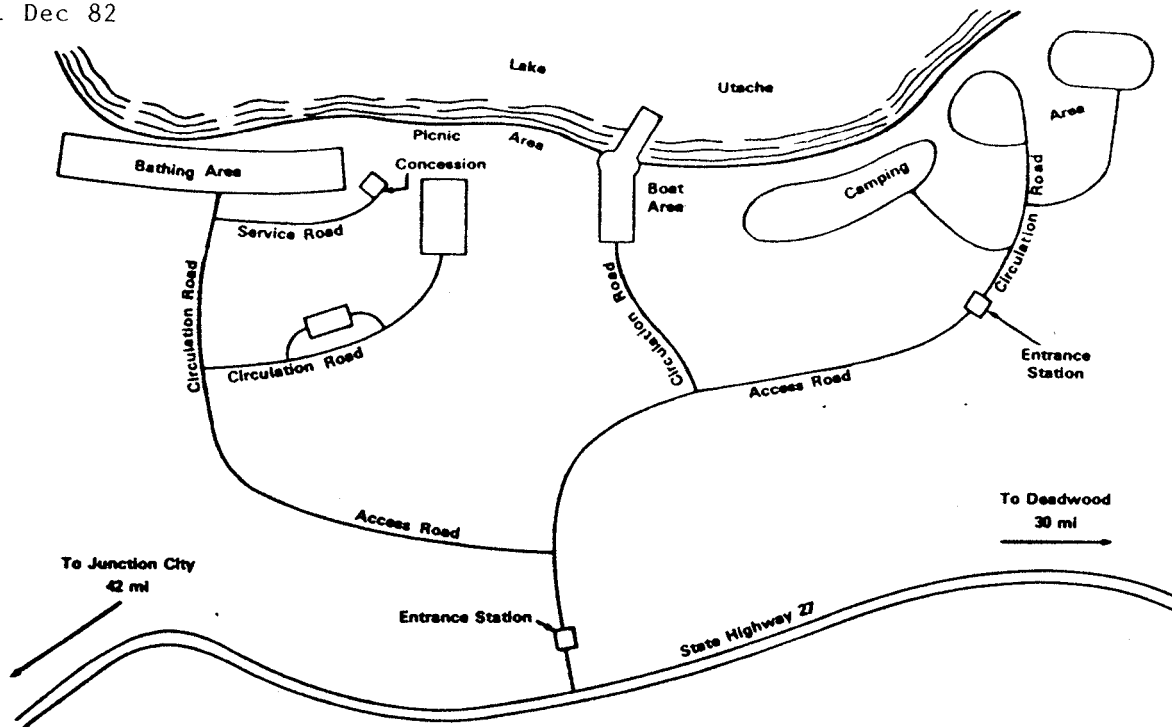 Dec 82
Lake
Utache
Picnic Area
Area
Bathing Area
Concession
Boat
Area
Camping
Service Road
Circulation Road
Circulation Road
Circulation Road
Circulation Road
Entrance
Station
Access Road
Access Road
To Deadwood
30 mi
To Junction City
42 mi
Entrance Station
State Highway 27